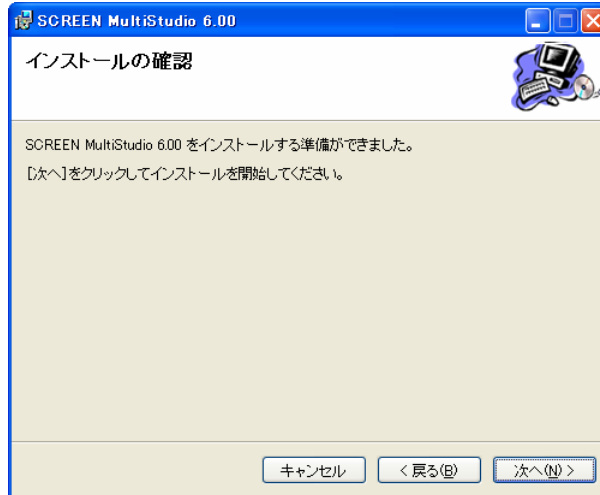 SCREEN MultiStudio 6.00
インストールの確認
SCREEN MultiStudio 6.00 をインストールする準備ができました。
[次へ]をクリックしてインストールを開始してください。
キャンセル
< 戻る(B)
次へ(N) >